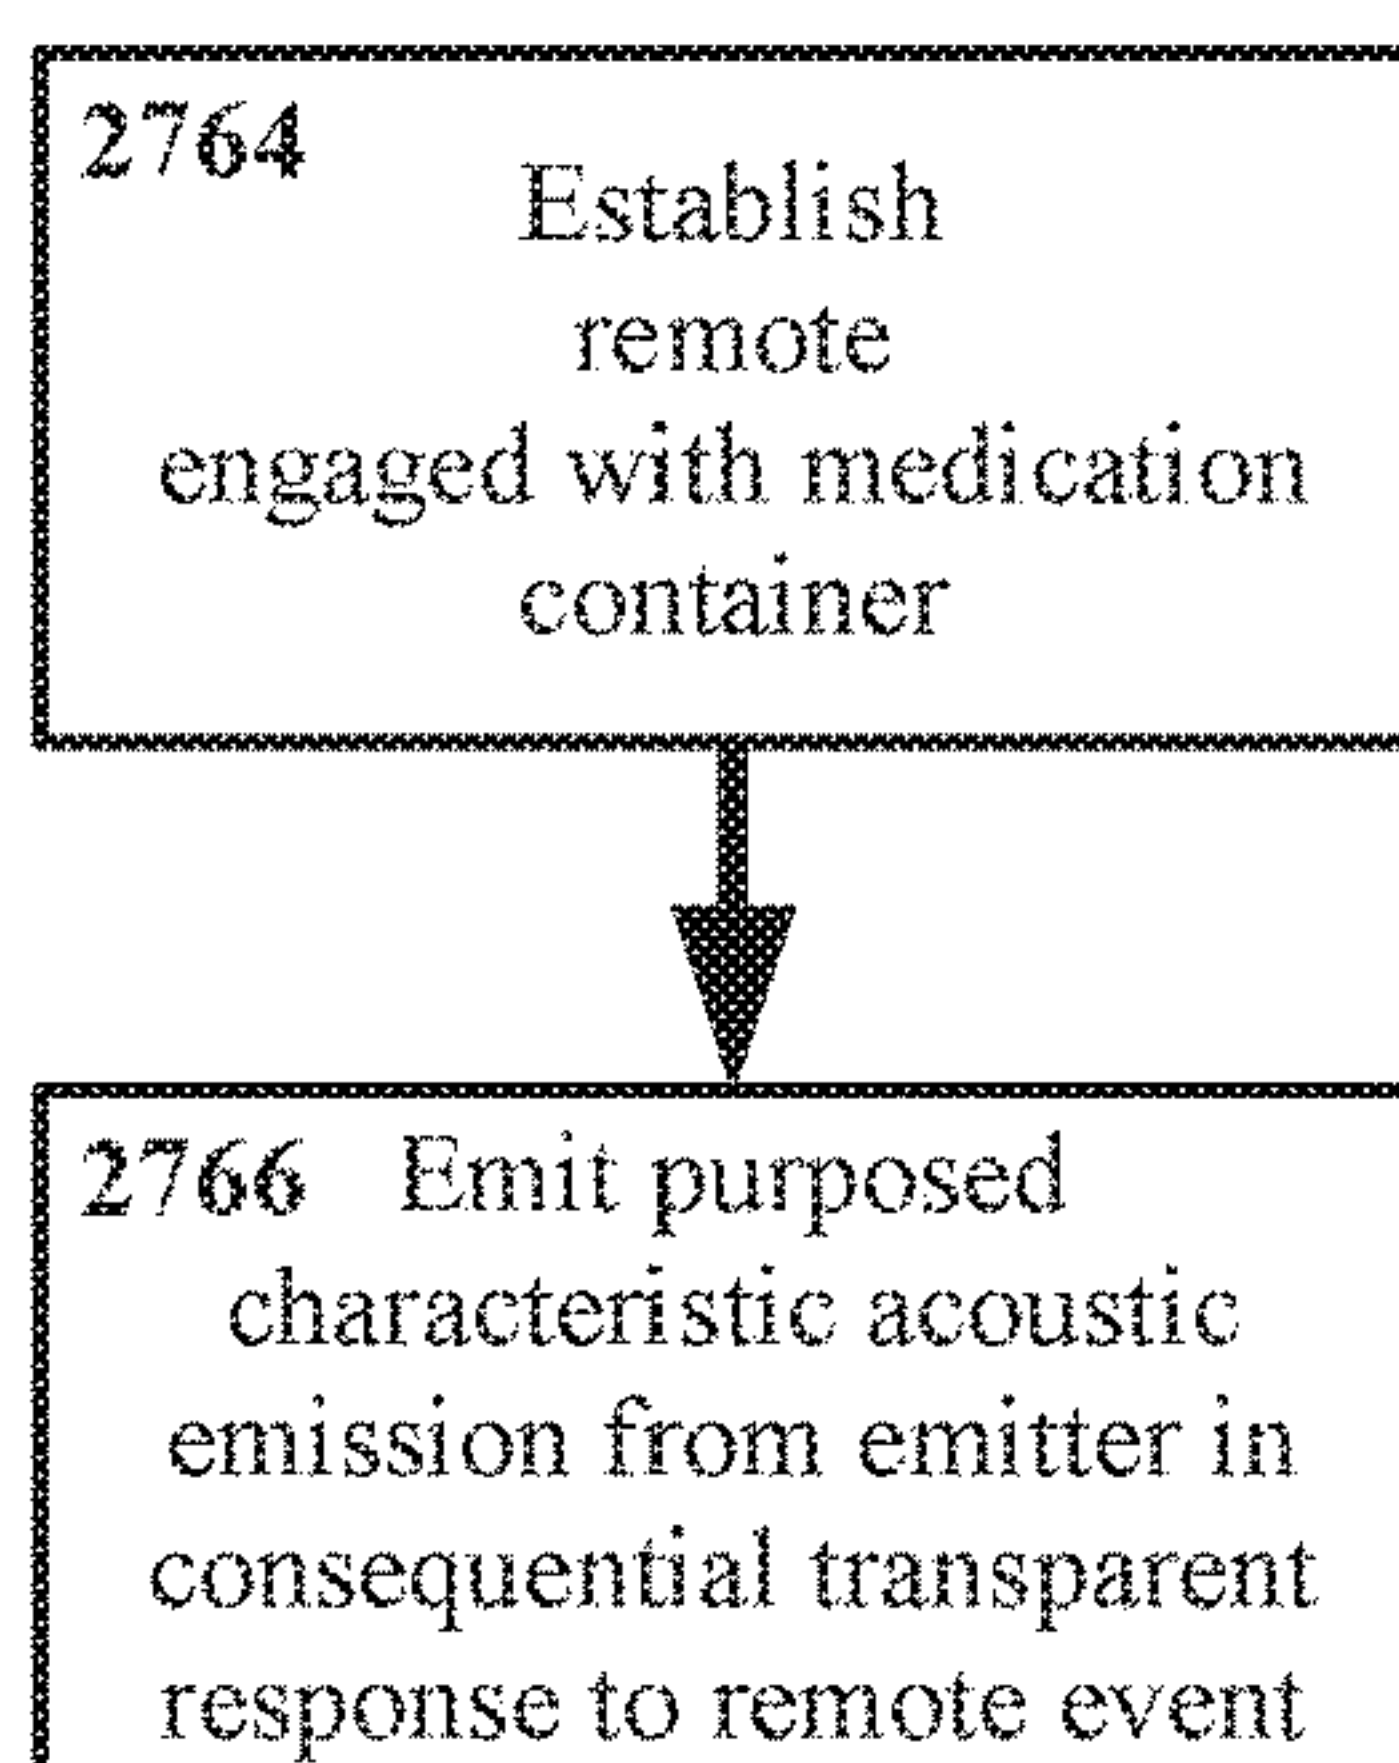 2764
Establish
remote
engaged with medication
container
2766 Emit purposed
characteristic acoustic
emission from emitter in
consequential transparent
response to remote event